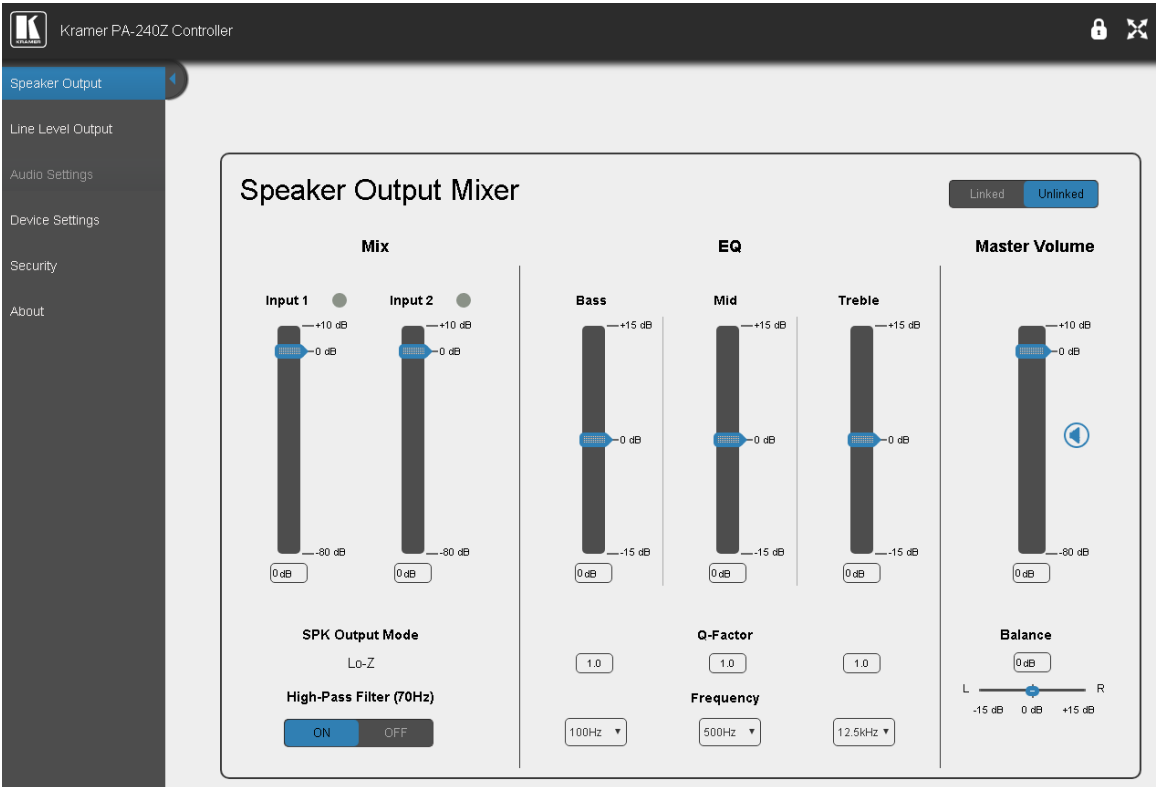 KRAMER
Kramer PA-240Z Controller
Speaker Output
Line Level Output
Audio Settings
Device Settings
Security
About
Speaker Output Mixer
Linked Unlinked
Mix EQ Master Volume
Input 1 Input 2 Bass Mid Treble
+10 dB +10 dB +15 dB +15 dB +15 dB +10 dB
0 dB 0 dB 0 dB
0 dB 0 dB 0 dB
-80 dB -80 dB -15 dB -15 dB -15 dB -80 dB
0 dB 0 dB 0 dB 0 dB 0 dB 0 dB
SPK Output Mode Q-Factor Balance
Lo-Z 1.0 1.0 1.0 0 dB
High-Pass Filter (70Hz) Frequency L R
-15 dB 0 dB +15 dB
ON OFF 100Hz 500Hz 12.5kHz